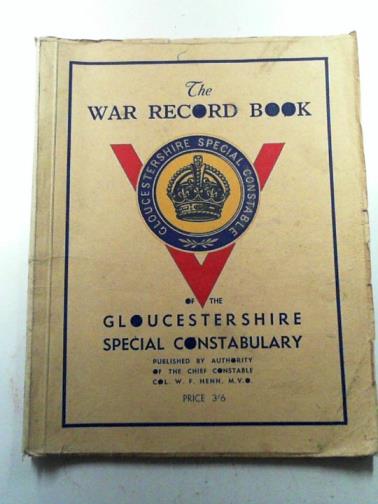 The
WAR RECORD BOOK
GLOUCESTERSHIRE SPECIAL CONSTABLE
V
OF THE
GLOUCESTERSHIRE
SPECIAL CONSTABULARY
PUBLISHED BY AUTHORITY
OF THE CHIEF CONSTABLE
COL. W. F. HENN, M.V.O.
PRICE 3/6